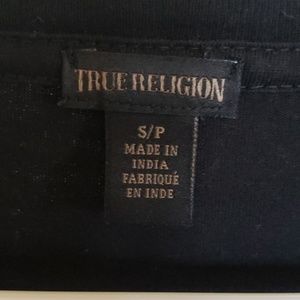 TRUE RELIGION
S/P
MADE IN
INDIA
FABRIQUÉ
EN INDE